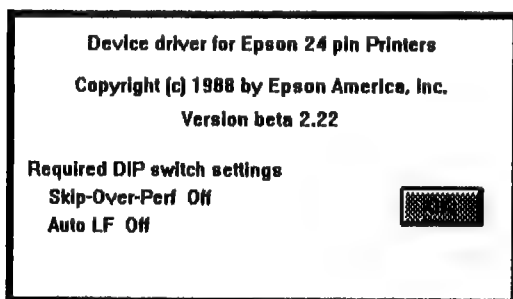 Device driver for Epson 24 pin Printers
Copyright (c) 1988 by Epson America, Inc.
Version beta 2.22
Required DIP switch settings
Skip-Over-Perf Off
Auto LF Off